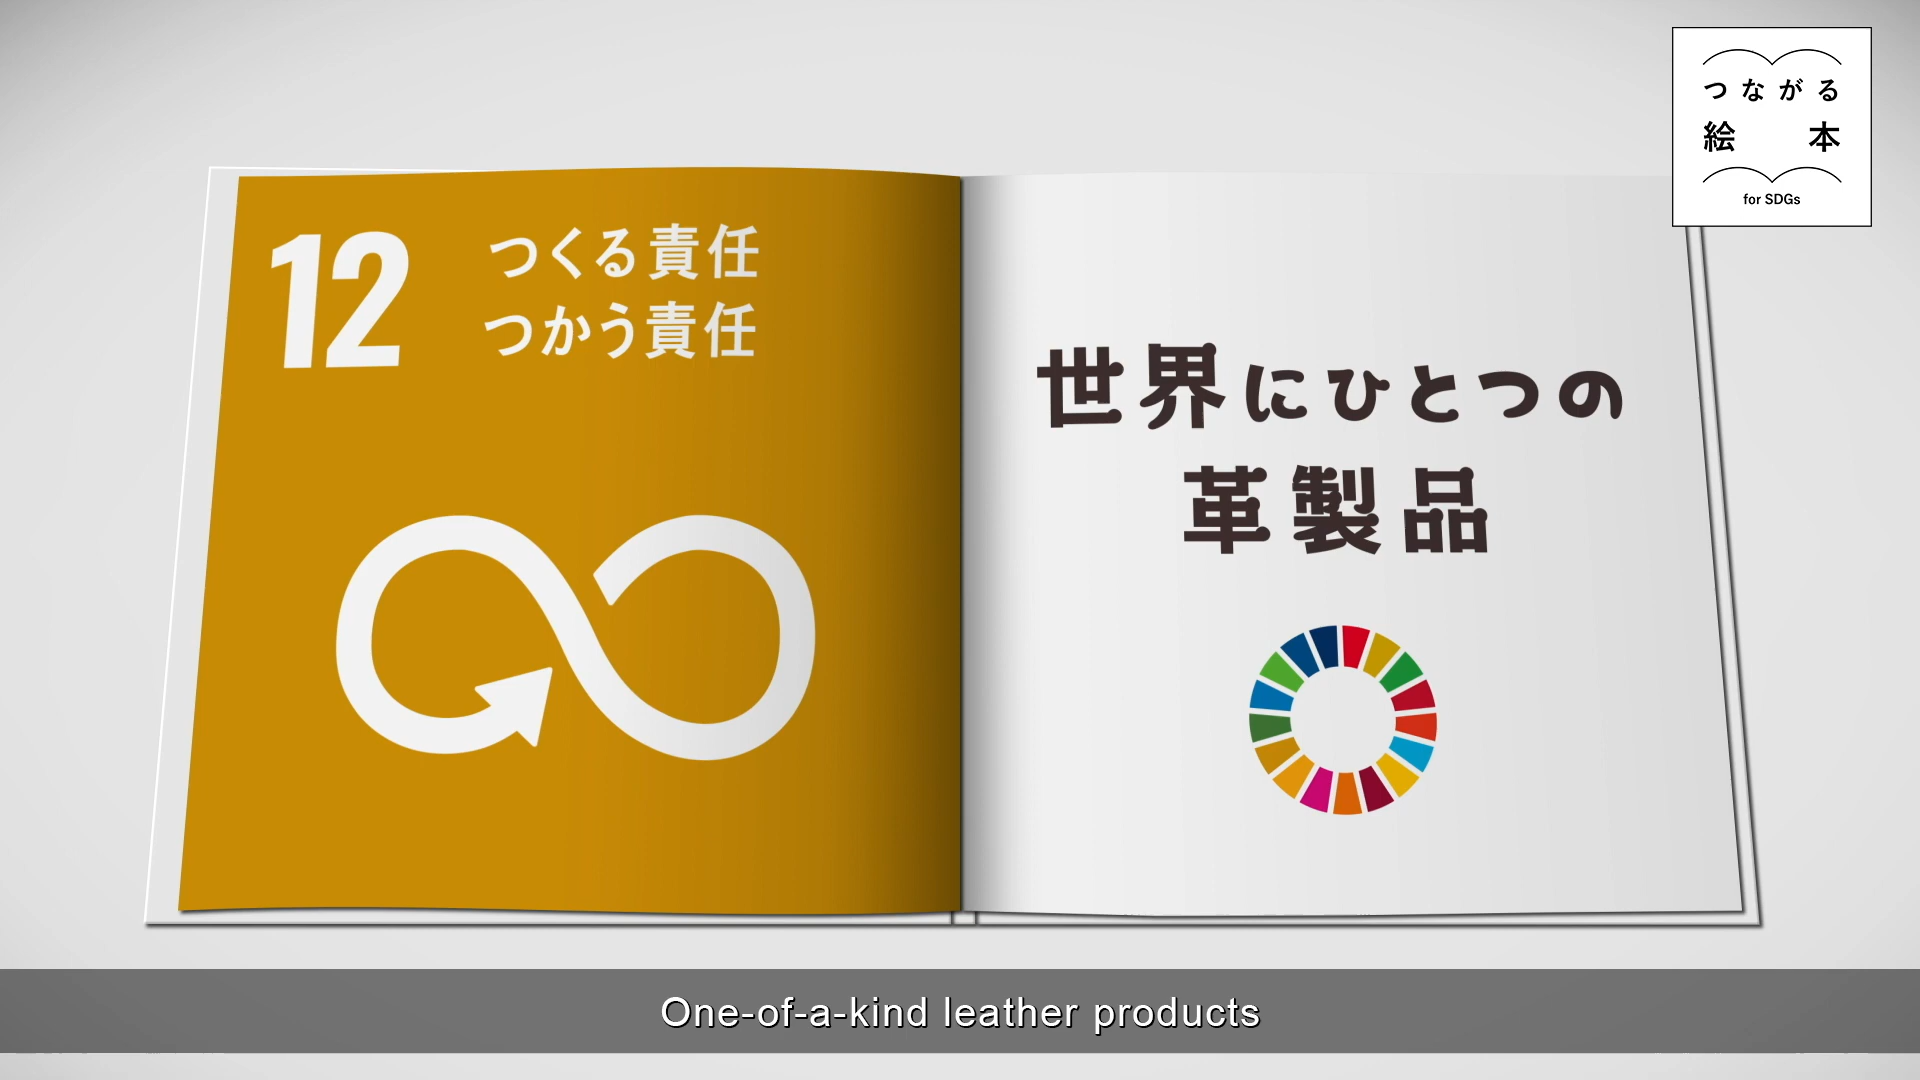 つながる
絵本
for SDGs
12
つくる責任
つかう責任
世界にひとつの
革製品
One-of-a-kind leather products